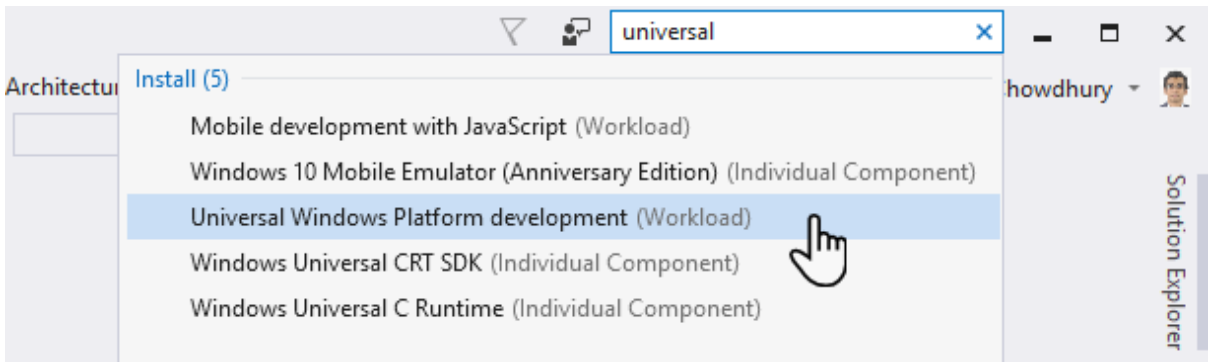 universal
Architectu
Install (5)
howdhury
Mobile development with JavaScript (Workload)
Windows 10 Mobile Emulator (Anniversary Edition) (Individual Component)
Universal Windows Platform development (Workload)
Windows Universal CRT SDK (Individual Component)
Windows Universal C Runtime (Individual Component)
Solution Explorer